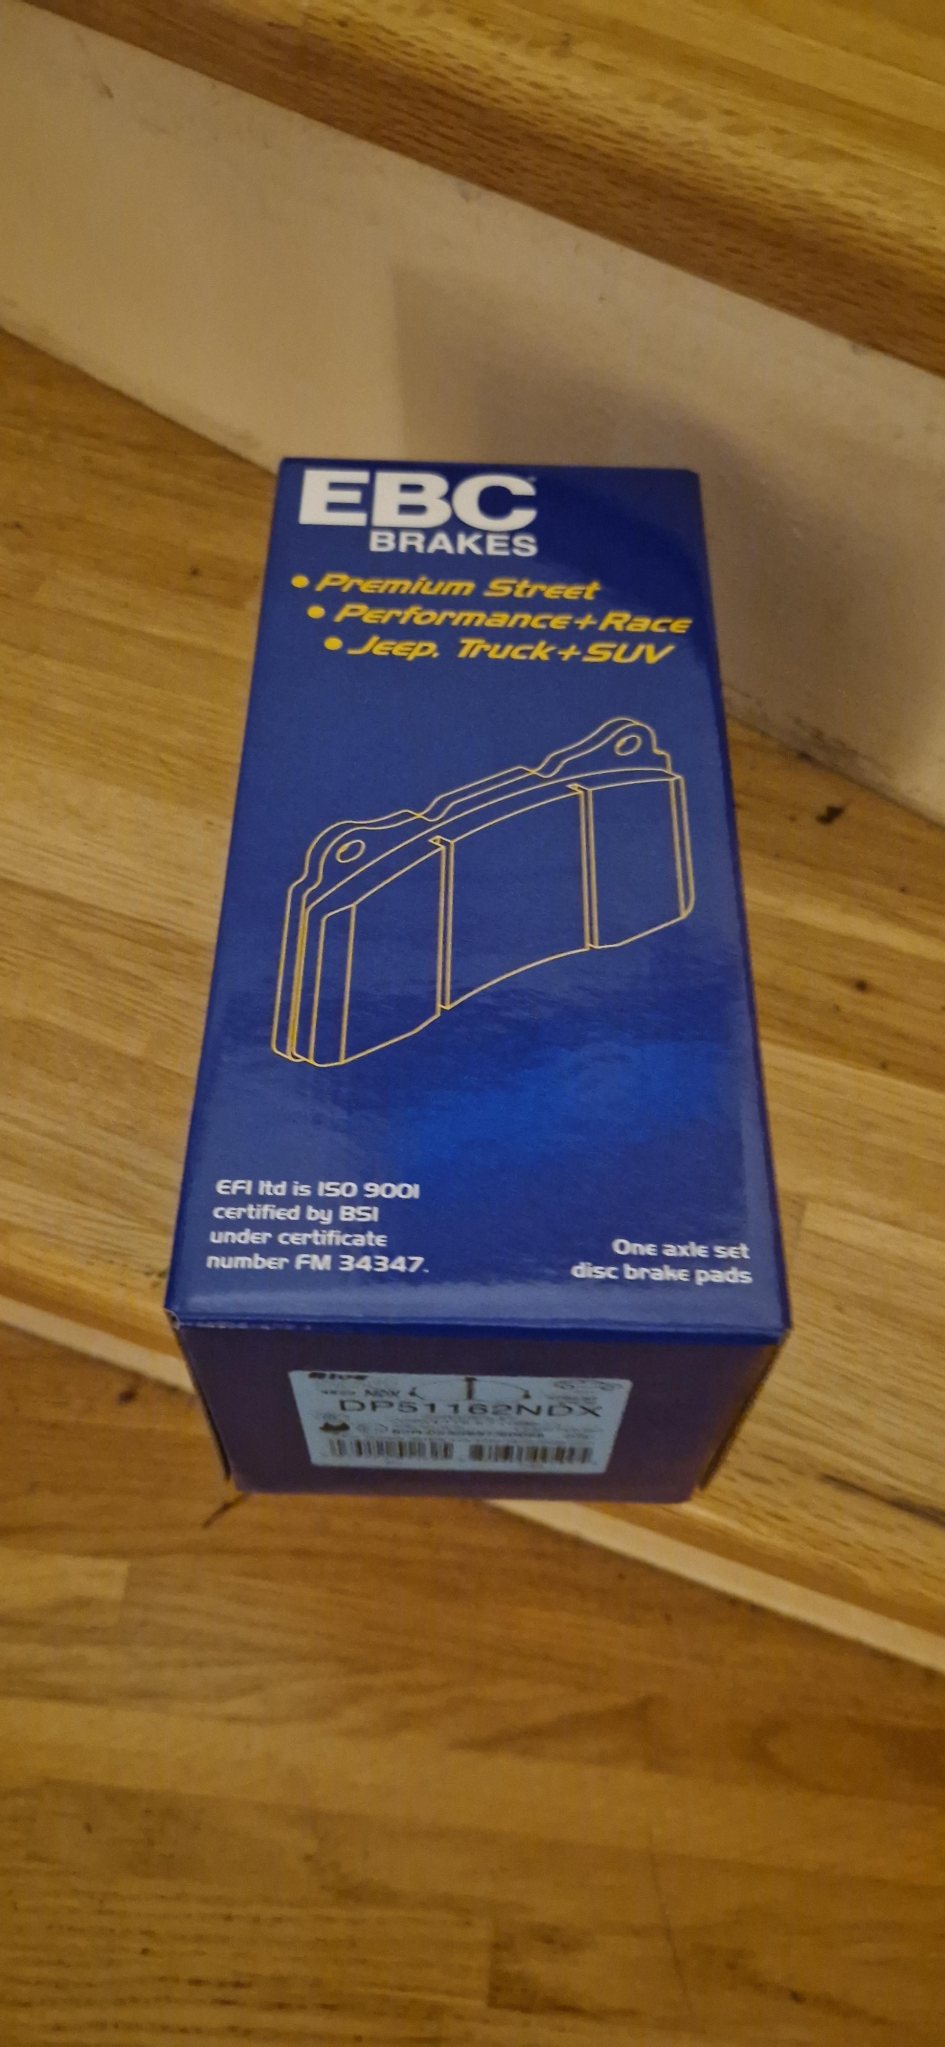 EBC
BRAKES
• Premium Street
• Performance+Race
• Jeep, Truck+SUV
EFI ltd is ISO 9001
certified by BSI
under certificate
number FM 34347.
One axle set
disc brake pads
NDX
DP51162NDX